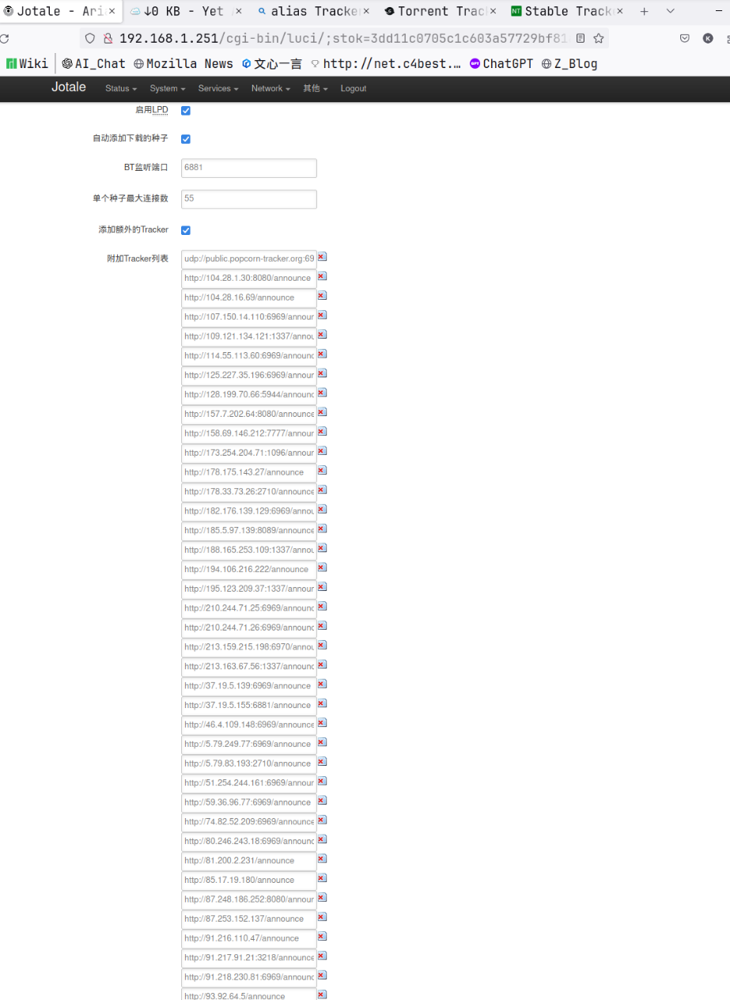 Jotale - Ari
↓0 KB - Yet
alias Tracke
Torrent Trac
Stable Track
192.168.1.251/cgi-bin/luci/;stok=3dd11c0705c1c603a57729bf81
Wiki AI_Chat Mozilla News 文心一言 http://net.c4best.… ChatGPT Z_Blog
Jotale Status System Services Network 其他 Logout
启用LPD
自动添加下载的种子
BT监听端口 6881
单个种子最大连接数 55
添加额外的Tracker
附加Tracker列表 udp://public.popcorn-tracker.org:69
http://104.28.1.30:8080/announce
http://104.28.16.69/announce
http://107.150.14.110:6969/announ
http://109.121.134.121:1337/annou
http://114.55.113.60:6969/announc
http://125.227.35.196:6969/announ
http://128.199.70.66:5944/announc
http://157.7.202.64:8080/announce
http://158.69.146.212:7777/announ
http://173.254.204.71:1096/announ
http://178.175.143.27/announce
http://178.33.73.26:2710/announce
http://182.176.139.129:6969/annou
http://185.5.97.139:8089/announce
http://188.165.253.109:1337/annou
http://194.106.216.222/announce
http://195.123.209.37:1337/announ
http://210.244.71.25:6969/announc
http://210.244.71.26:6969/announc
http://213.159.215.198:6970/annou
http://213.163.67.56:1337/announc
http://37.19.5.139:6969/announce
http://37.19.5.155:6881/announce
http://46.4.109.148:6969/announce
http://5.79.249.77:6969/announce
http://5.79.83.193:2710/announce
http://51.254.244.161:6969/announ
http://59.36.96.77:6969/announce
http://74.82.52.209:6969/announce
http://80.246.243.18:6969/announc
http://81.200.2.231/announce
http://85.17.19.180/announce
http://87.248.186.252:8080/announ
http://87.253.152.137/announce
http://91.216.110.47/announce
http://91.217.91.21:3218/announce
http://91.218.230.81:6969/announc
http://93.92.64.5/announce